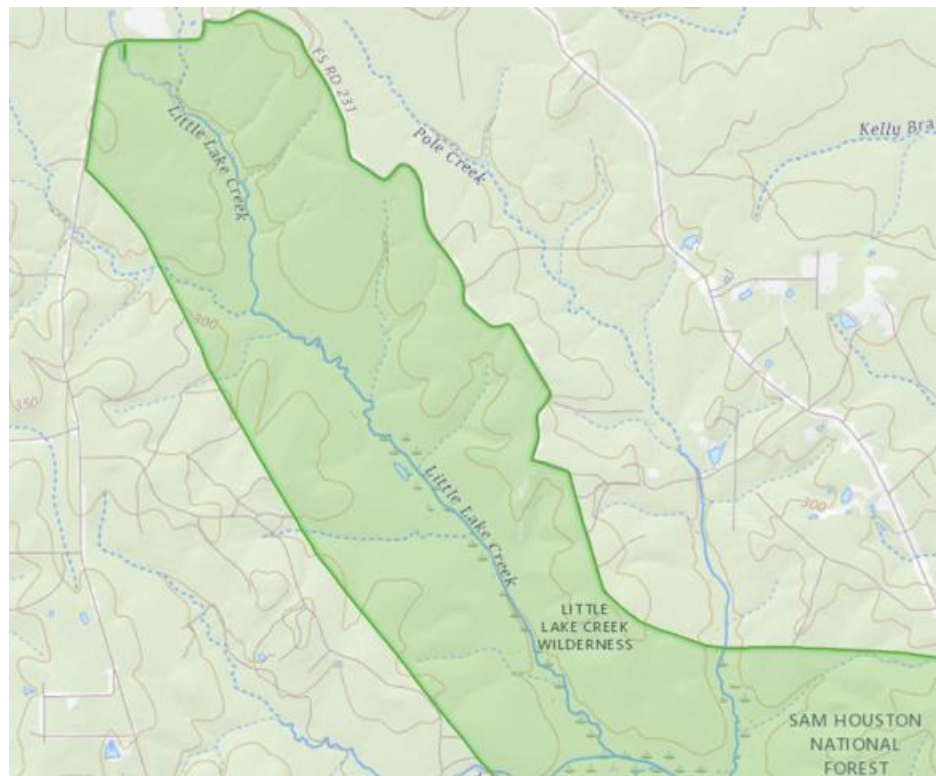 FS RD 231
Little Lake Creek
Pole Creek
Kelly Bra
300
350
Little Lake Creek
300
LITTLE
LAKE CREEK
WILDERNESS
SAM HOUSTON
NATIONAL
FOREST